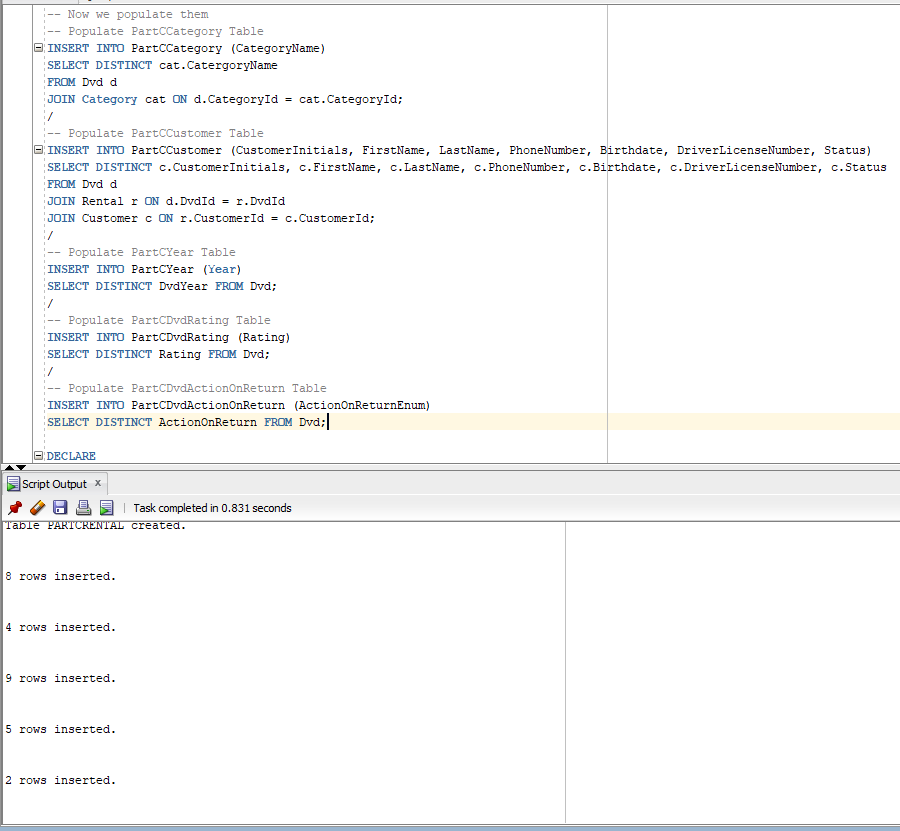 -- Now we populate them
-- Populate PartCCategory Table
INSERT INTO PartCCategory (CategoryName)
SELECT DISTINCT cat.CatergoryName
FROM Dvd d
JOIN Category cat ON d.CategoryId = cat.CategoryId;
/
-- Populate PartCCustomer Table
INSERT INTO PartCCustomer (CustomerInitials, FirstName, LastName, PhoneNumber, Birthdate, DriverLicenseNumber, Status)
SELECT DISTINCT c.CustomerInitials, c.FirstName, c.LastName, c.PhoneNumber, c.Birthdate, c.DriverLicenseNumber, c.Status
FROM Dvd d
JOIN Rental r ON d.DvdId = r.DvdId
JOIN Customer c ON r.CustomerId = c.CustomerId;
/
-- Populate PartCYear Table
INSERT INTO PartCYear (Year)
SELECT DISTINCT DvdYear FROM Dvd;
/
-- Populate PartCDvdRating Table
INSERT INTO PartCDvdRating (Rating)
SELECT DISTINCT Rating FROM Dvd;
/
-- Populate PartCDvdActionOnReturn Table
INSERT INTO PartCDvdActionOnReturn (ActionOnReturnEnum)
SELECT DISTINCT ActionOnReturn FROM Dvd;
DECLARE
Script Output x
Task completed in 0.831 seconds
Table PARTCRENTAL created.
8 rows inserted.
4 rows inserted.
9 rows inserted.
5 rows inserted.
2 rows inserted.